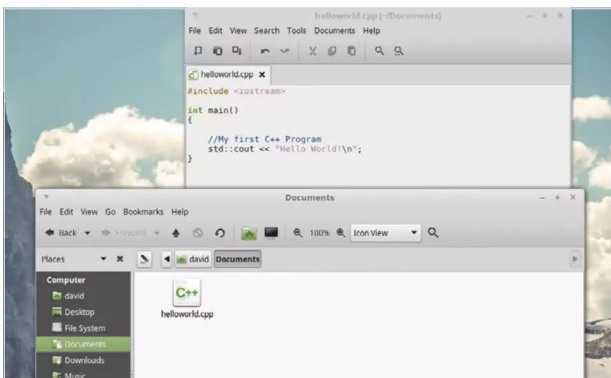 helloworld.cpp (~/Documents)
File Edit View Search Tools Documents Help
helloworld.cpp
#include <iostream>
int main()
{
//My first C++ Program
std::cout << "Hello World!\n";
}
Documents
File Edit View Go Bookmarks Help
Back Forward 100% Icon View
Places david Documents
Computer
david
Desktop
File System
Documents
Downloads
Music
C++
helloworld.cpp